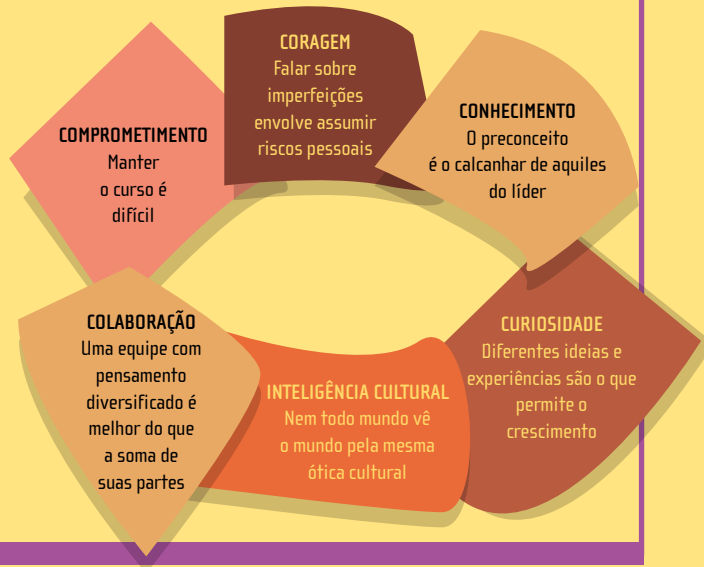 CORAGEM
Falar sobre
imperfeições
envolve assumir
riscos pessoais
CONHECIMENTO
O preconceito
é o calcanhar de aquiles
do líder
CURIOSIDADE
Diferentes ideias e
experiências são o que
permite o
crescimento
INTELIGÊNCIA CULTURAL
Nem todo mundo vê
o mundo pela mesma
ótica cultural
COLABORAÇÃO
Uma equipe com
pensamento
diversificado é
melhor do que
a soma de
suas partes
COMPROMETIMENTO
Manter
o curso é
difícil